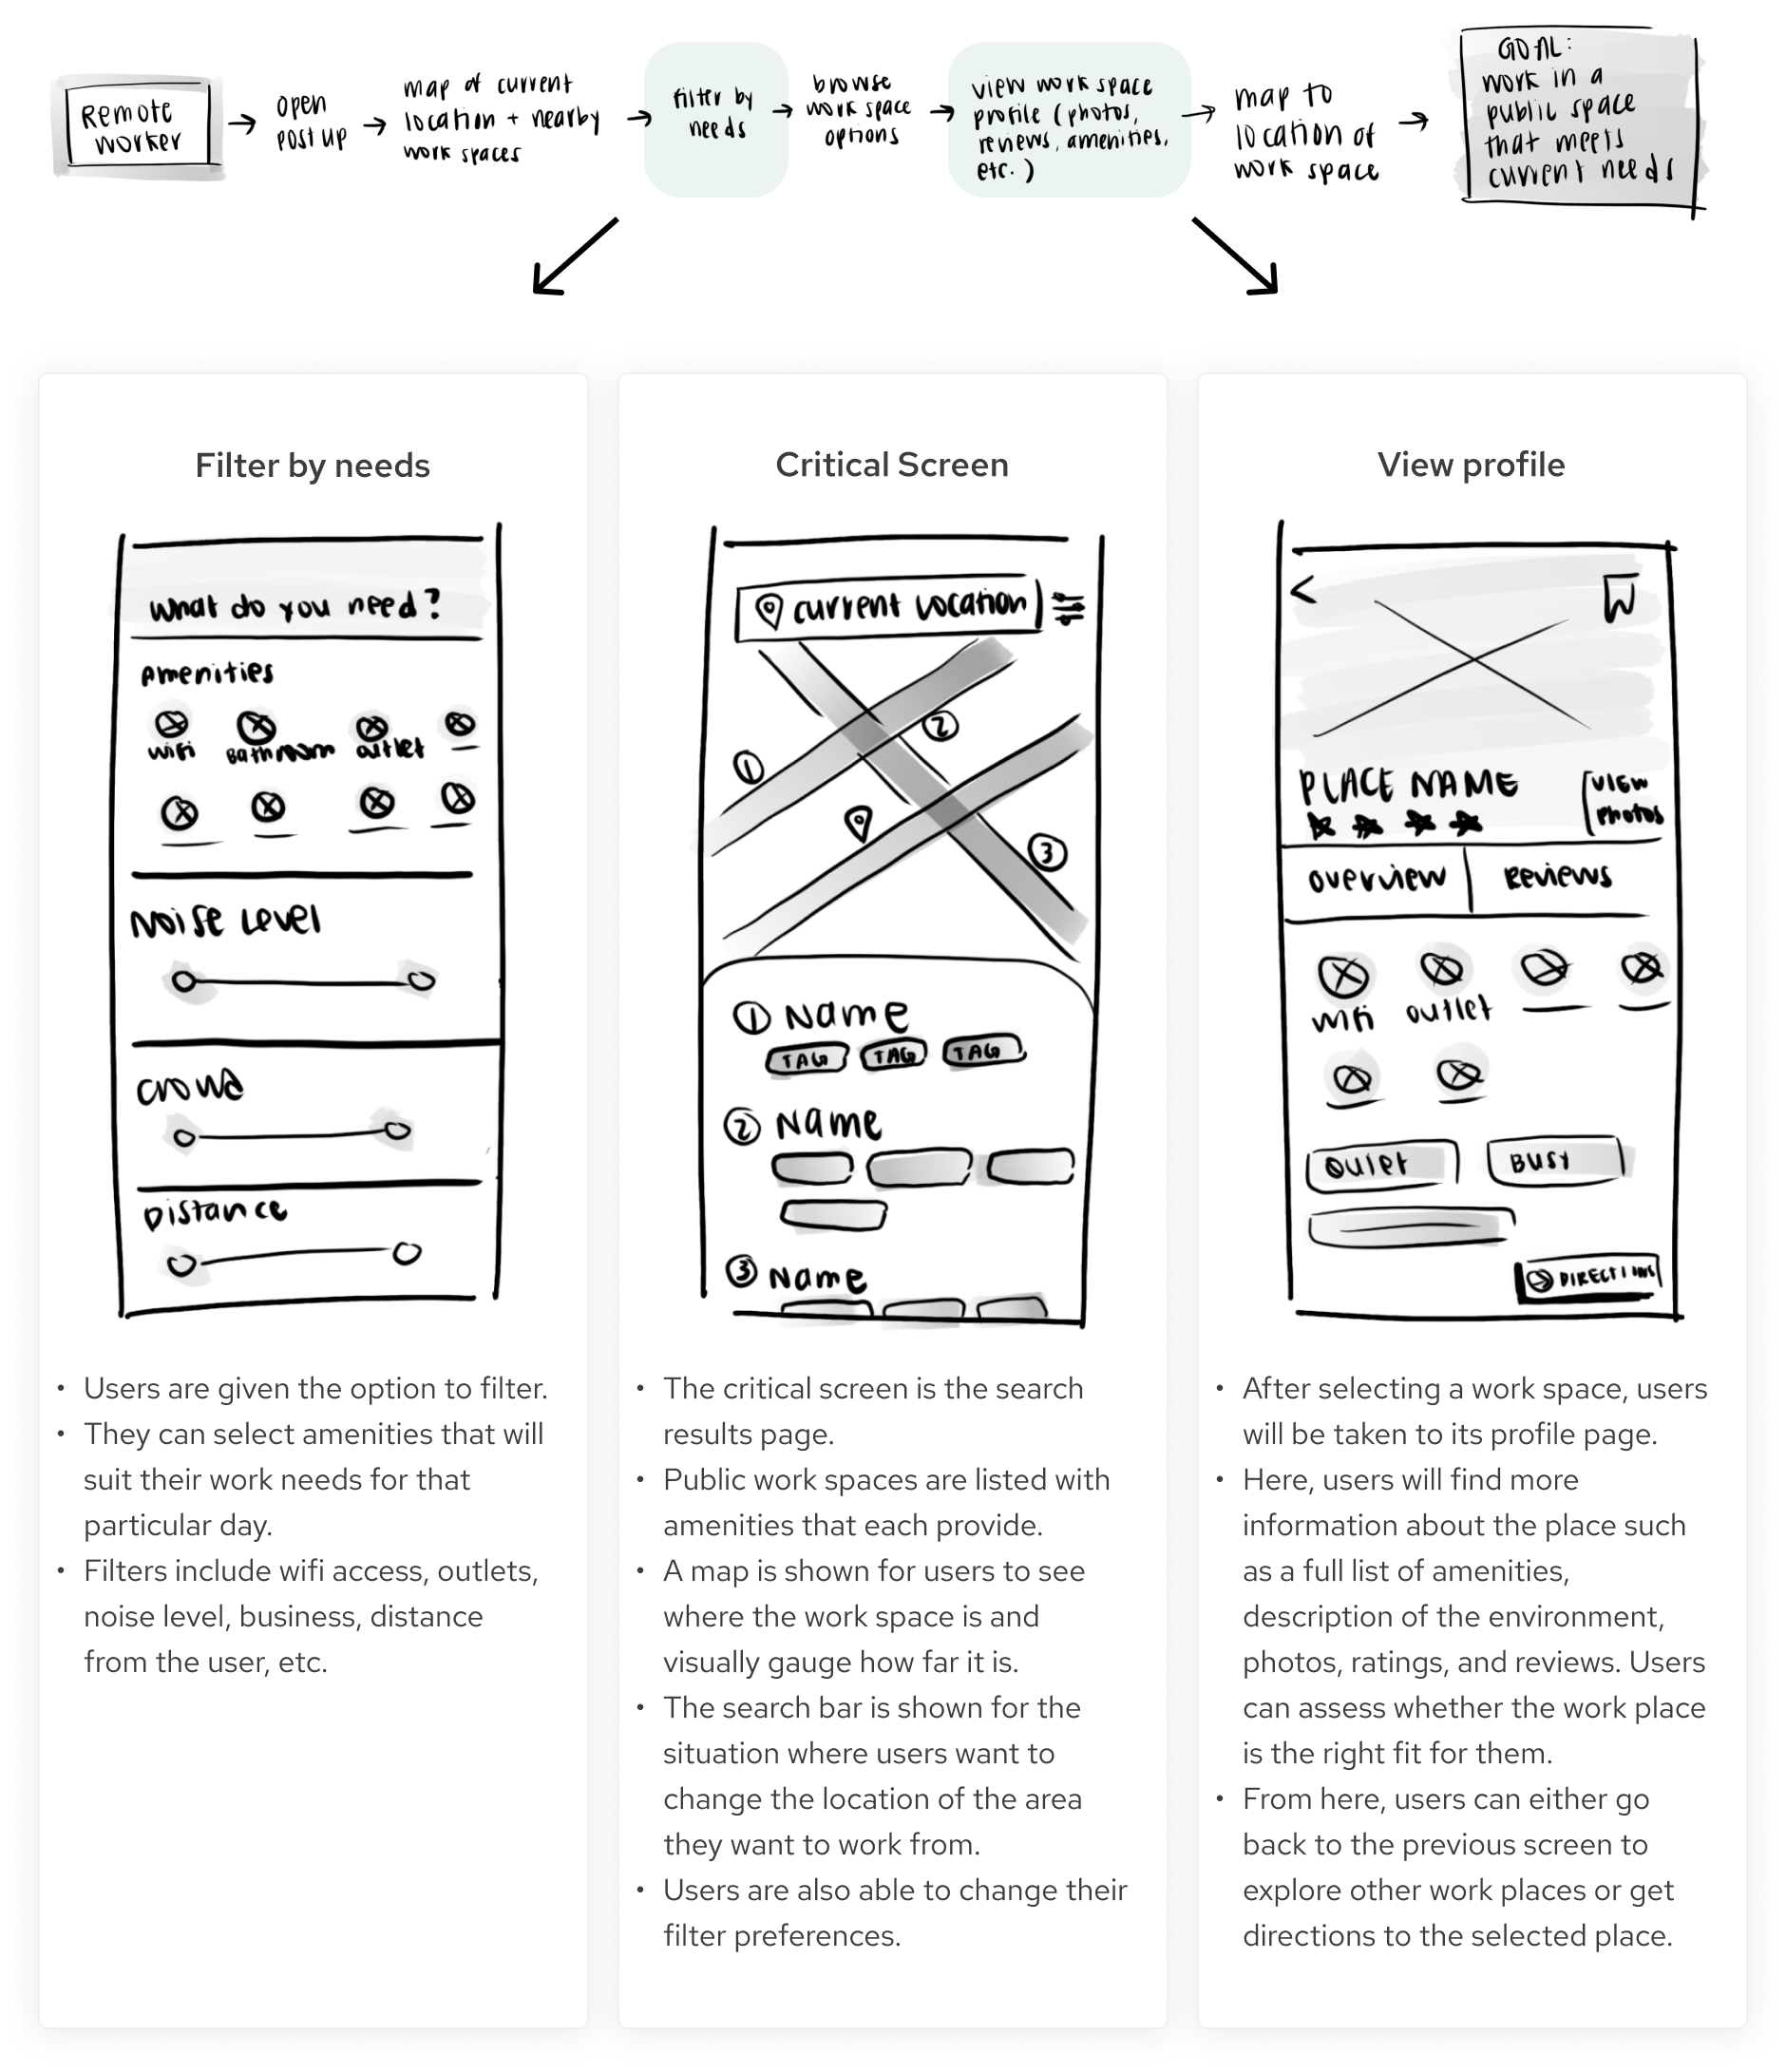 Remote
worker
open
post up
map of current
location + nearby
work spaces
filter by
needs
browse
work space
options
view work space
profile (photos,
reviews, amenities,
etc.)
map to
location of
work space
GOAL:
work in a
public space
that meets
current needs
Filter by needs
What do you need?
Amenities
wifi Bathroom outlet
Noise Level
crowd
Distance
• Users are given the option to filter.
• They can select amenities that will
suit their work needs for that
particular day.
• Filters include wifi access, outlets,
noise level, business, distance
from the user, etc.
Critical Screen
current location
2
1
3
1 Name
TAG TAG TAG
2 Name
3 Name
• The critical screen is the search
results page.
• Public work spaces are listed with
amenities that each provide.
• A map is shown for users to see
where the work space is and
visually gauge how far it is.
• The search bar is shown for the
situation where users want to
change the location of the area
they want to work from.
• Users are also able to change their
filter preferences.
View profile
PLACE NAME
View
Photos
overview Reviews
wifi outlet
Quiet Busy
DIRECTIONS
• After selecting a work space, users
will be taken to its profile page.
• Here, users will find more
information about the place such
as a full list of amenities,
description of the environment,
photos, ratings, and reviews. Users
can assess whether the work place
is the right fit for them.
• From here, users can either go
back to the previous screen to
explore other work places or get
directions to the selected place.